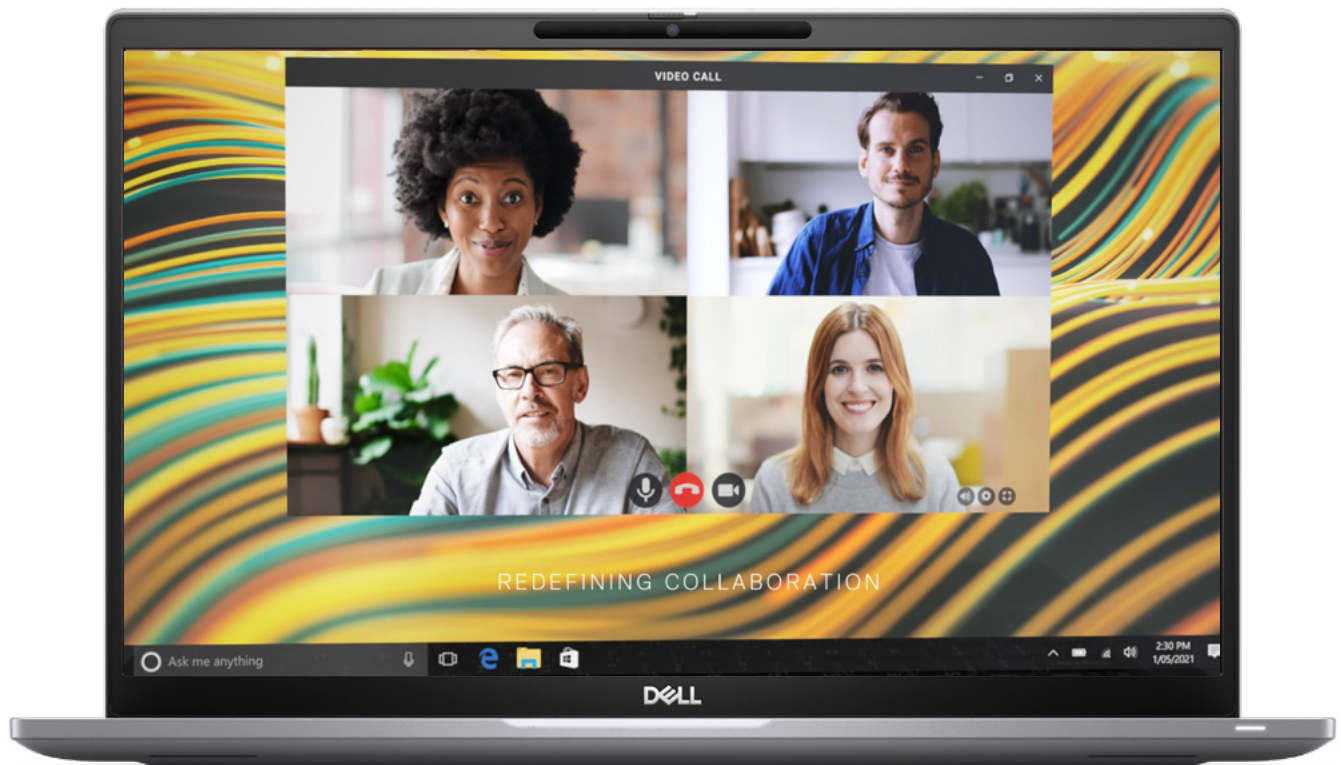 VIDEO CALL
REDEFINING COLLABORATION
Ask me anything
2:30 PM
1/05/2021
DELL